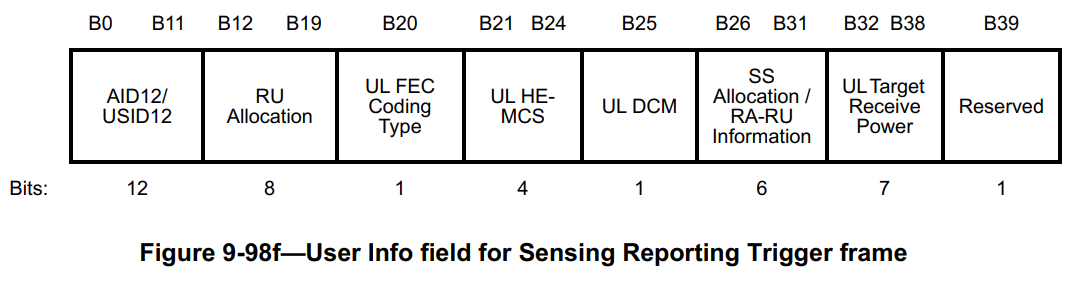 B0 B11 B12 B19 B20 B21 B24 B25 B26 B31 B32 B38 B39
AID12/
USID12
RU
Allocation
UL FEC
Coding
Type
UL HE-
MCS
UL DCM
SS
Allocation /
RA-RU
Information
UL Target
Receive
Power
Reserved
Bits: 12 8 1 4 1 6 7 1
Figure 9-98f—User Info field for Sensing Reporting Trigger frame